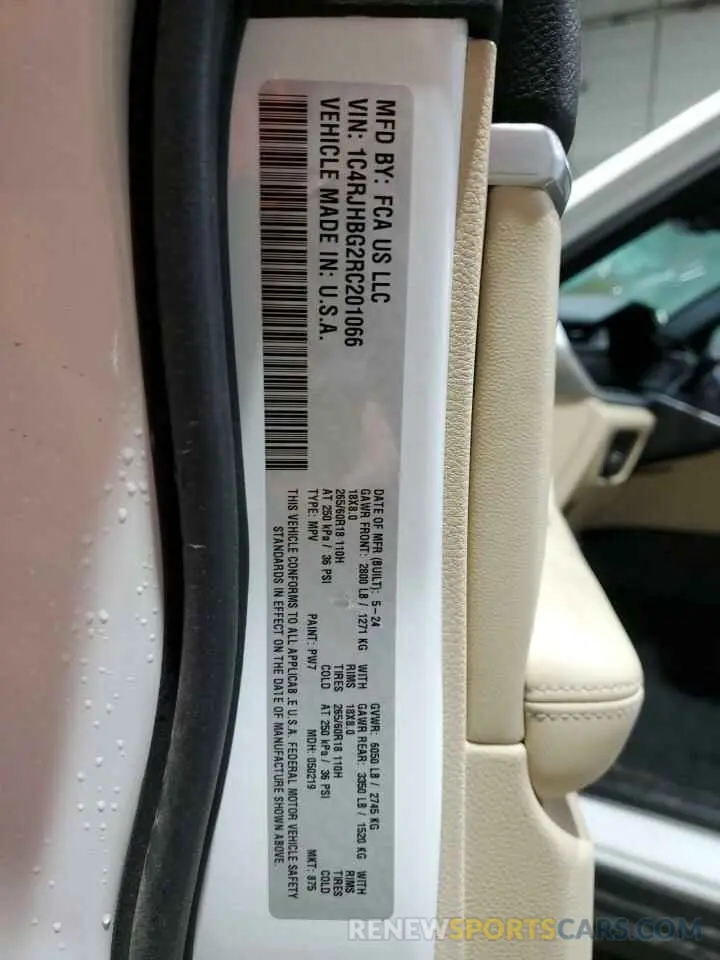 MFD BY: FCA US LLC
VIN: 1C4RJHBG2RC201066
VEHICLE MADE IN: U.S.A.
DATE OF MFR (BUILT): 5-24 GVWR: 6050 LB / 2745 KG
GAWR FRONT: 2800 LB / 1271 KG WITH GAWR REAR: 3350 LB / 1520 KG WITH
18X8.0 RIMS 18X8.0 RIMS
265/60R18 110H TIRES 265/60R18 110H TIRES
AT 250 kPa / 36 PSI COLD AT 250 kPa / 36 PSI COLD
TYPE: MPV PAINT: PW7 MDH: 050219 MKT: 875
THIS VEHICLE CONFORMS TO ALL APPLICAB.E U.S.A. FEDERAL MOTOR VEHICLE SAFETY
STANDARDS IN EFFECT ON THE DATE OF MANUFACTURE SHOWN ABOVE.
RENEWSPORTSCARS.COM